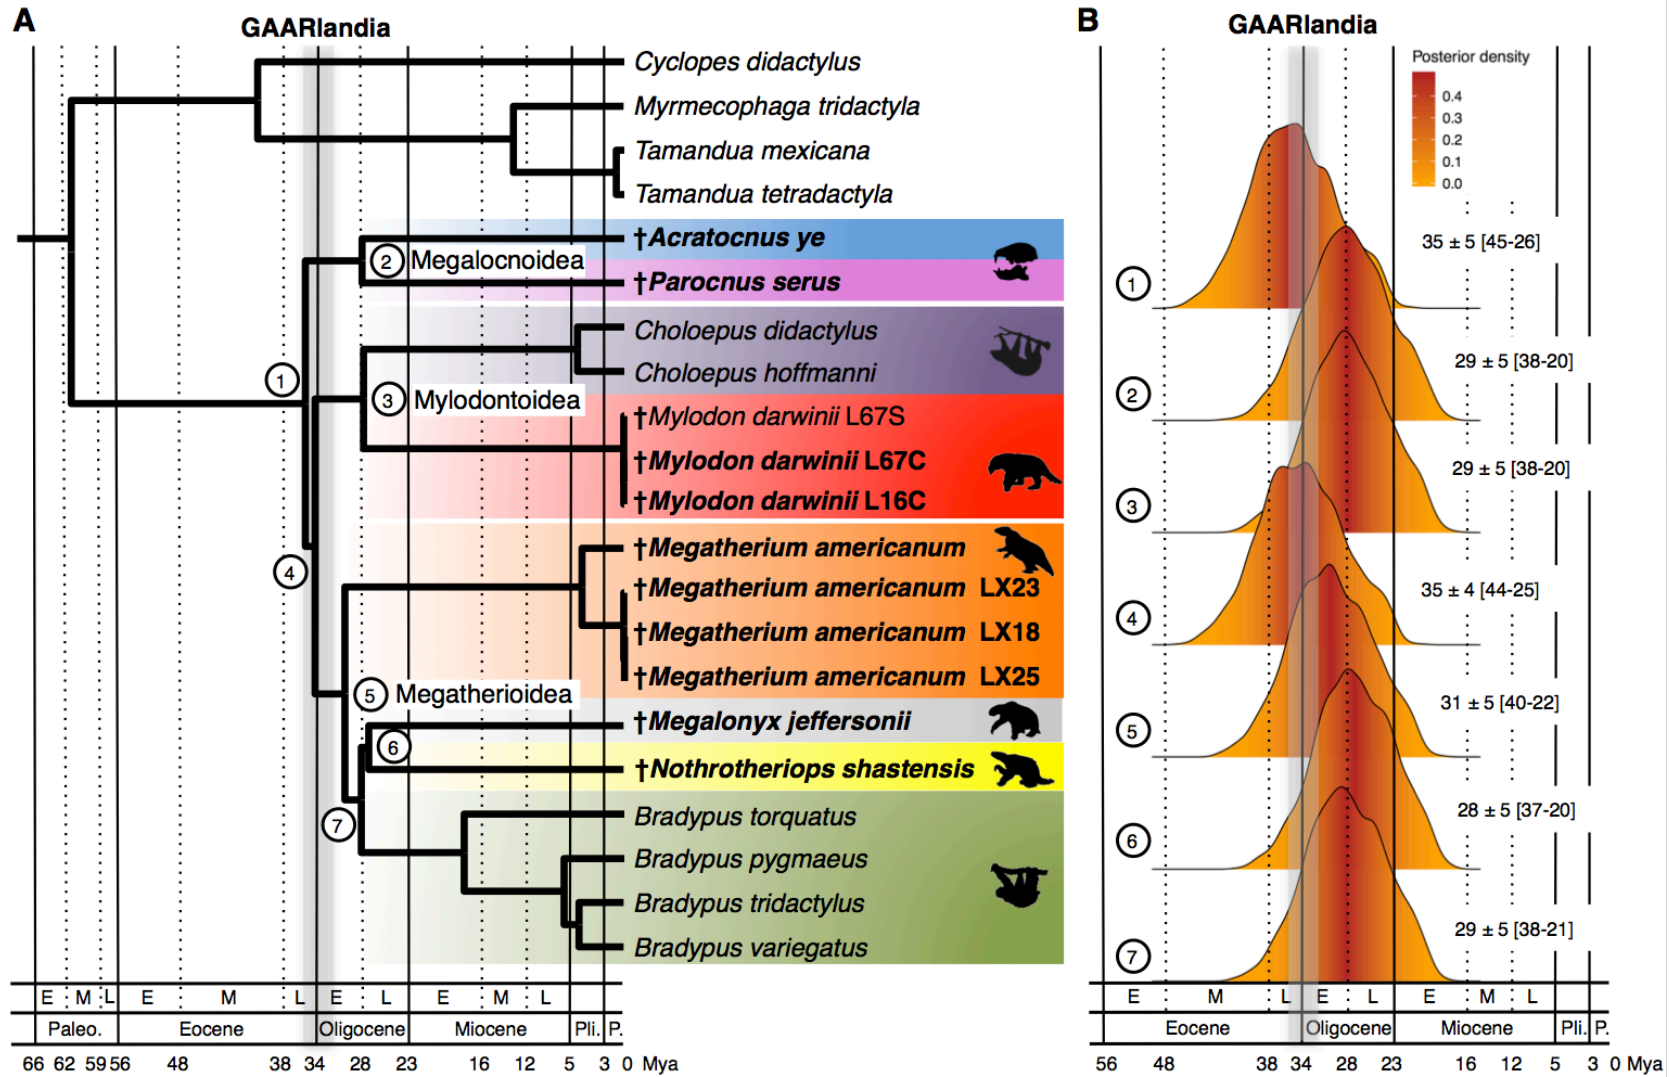 A
GAARlandia
Cyclopes didactylus
Myrmecophaga tridactyla
Tamandua mexicana
Tamandua tetradactyla
†Acratocnus ye
2 Megalocnoidea
†Parocnus serus
Choloepus didactylus
1
Choloepus hoffmanni
3 Mylodontoidea
†Mylodon darwinii L67S
†Mylodon darwinii L67C
†Mylodon darwinii L16C
†Megatherium americanum
4
†Megatherium americanum LX23
†Megatherium americanum LX18
†Megatherium americanum LX25
5 Megatherioidea
†Megalonyx jeffersonii
6
†Nothrotheriops shastensis
Bradypus torquatus
7
Bradypus pygmaeus
Bradypus tridactylus
Bradypus variegatus
E M L E M L E L E M L
Paleo. Eocene Oligocene Miocene Pli. P.
66 62 59 56 48 38 34 28 23 16 12 5 3 0 Mya
B
GAARlandia
Posterior density
0.4
0.3
0.2
0.1
0.0
35 ± 5 [45-26]
1
29 ± 5 [38-20]
2
29 ± 5 [38-20]
3
35 ± 4 [44-25]
4
31 ± 5 [40-22]
5
28 ± 5 [37-20]
6
29 ± 5 [38-21]
7
E M L E L E M L
Eocene Oligocene Miocene Pli. P.
56 48 38 34 28 23 16 12 5 3 0 Mya